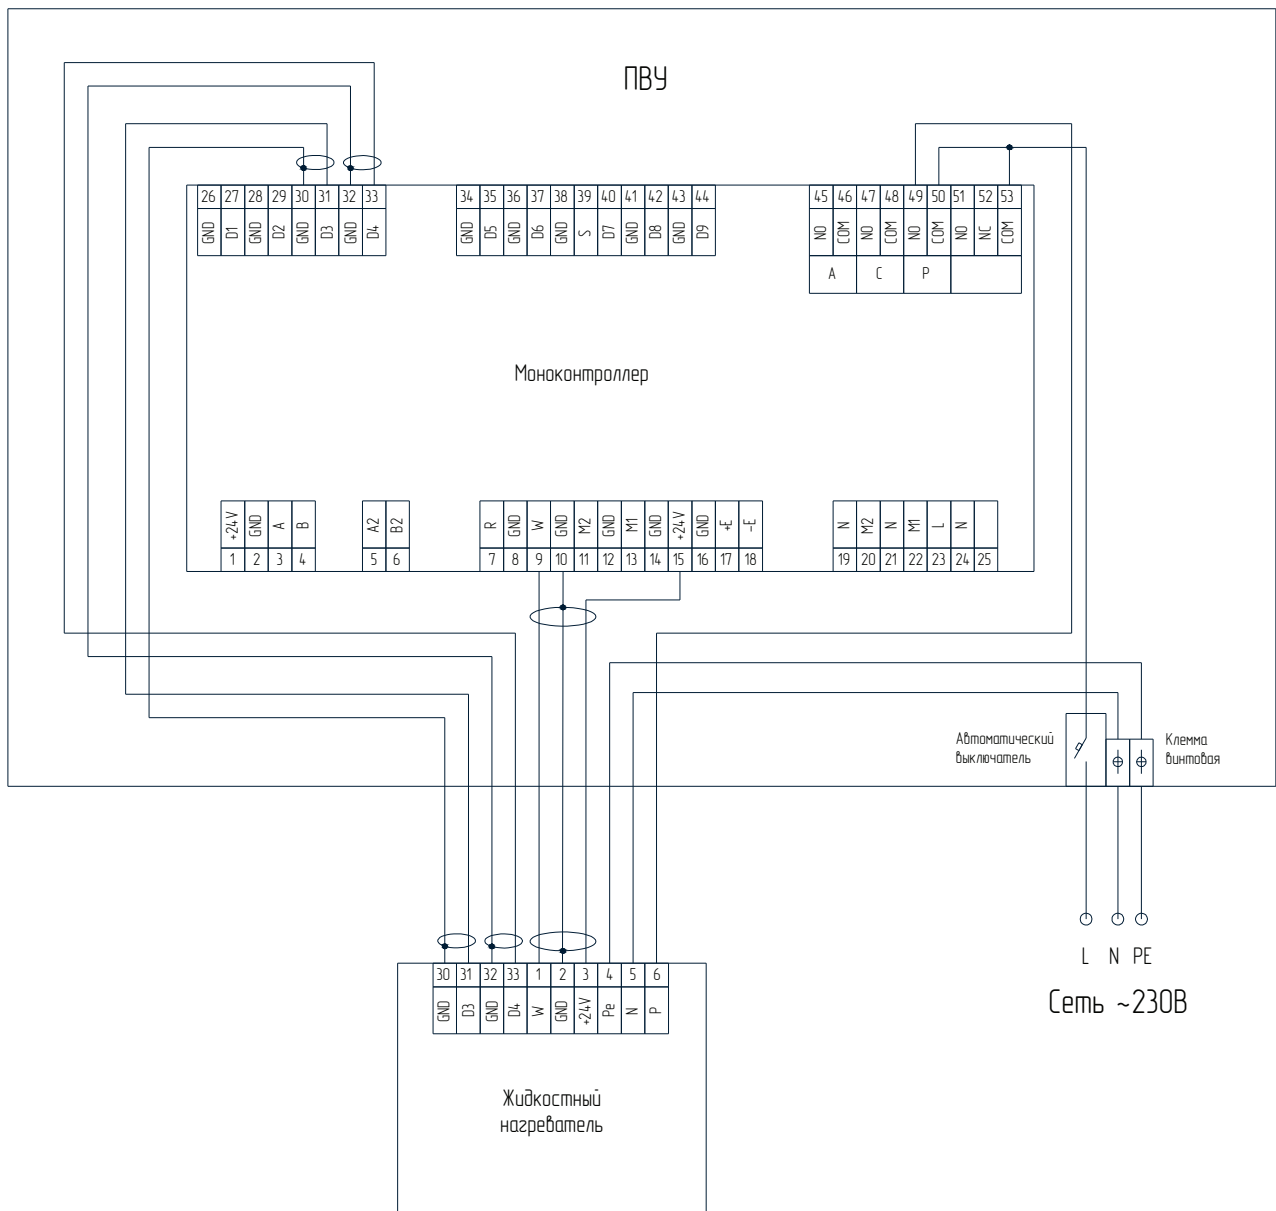 ПВУ
26 27 28 29 30 31 32 33
GND D1 GND D2 GND D3 GND D4
34 35 36 37 38 39 40 41 42 43 44
GND D5 GND D6 GND S D7 GND D8 GND D9
45 46 47 48 49 50 51 52 53
NO COM NO COM NO COM NO NC COM
A C P
Моноконтроллер
+24V GND A B
1 2 3 4
A2 B2
5 6
R GND W GND M2 GND M1 GND +24V GND +E -E
7 8 9 10 11 12 13 14 15 16 17 18
N M2 N M1 L N
19 20 21 22 23 24 25
Автоматический
выключатель
Клемма
винтовая
L N PE
Сеть ~230В
30 31 32 33 1 2 3 4 5 6
GND D3 GND D4 W GND +24V Pe N P
Жидкостный
нагреватель